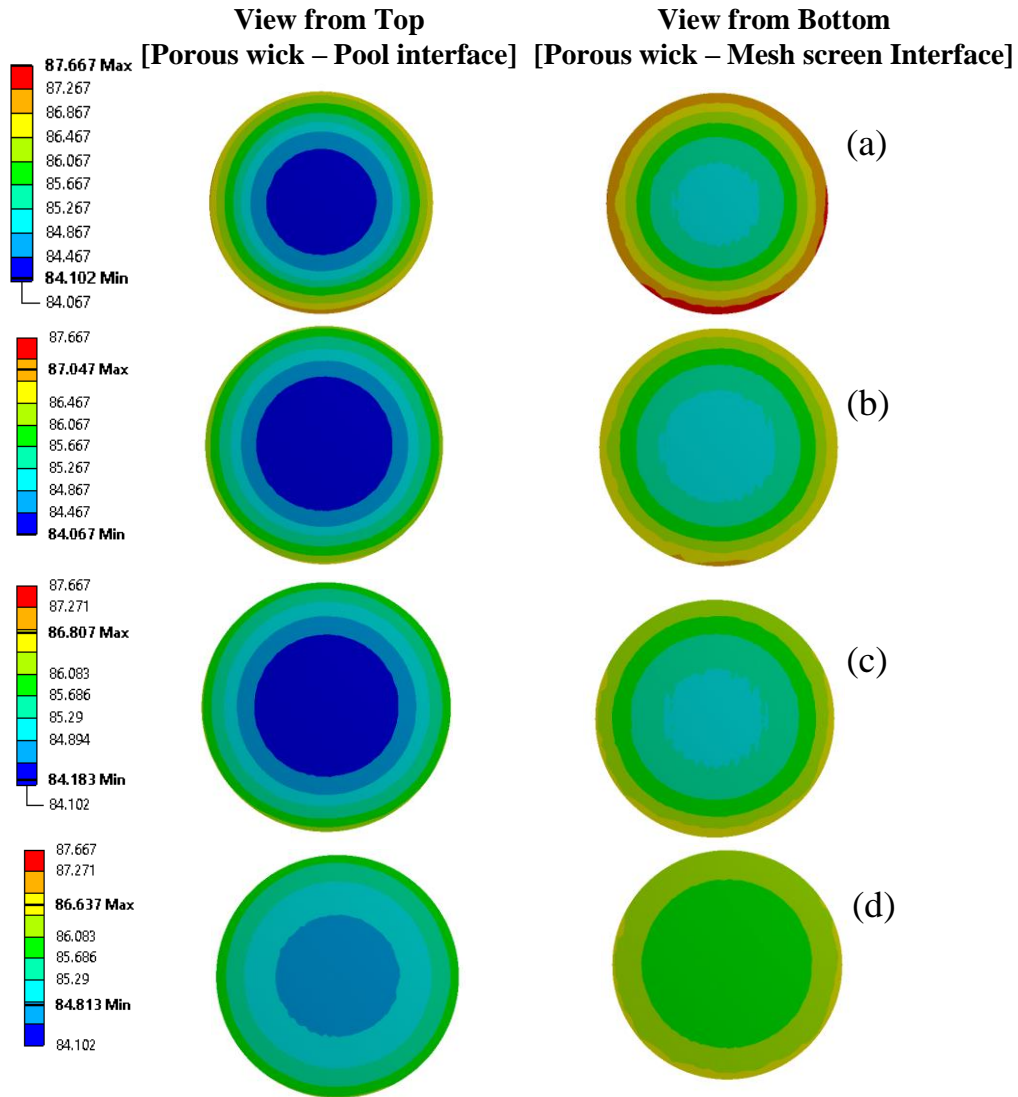 View from Top
[Porous wick – Pool interface]
View from Bottom
[Porous wick – Mesh screen Interface]
87.667 Max
87.267
86.867
86.467
86.067
85.667
85.267
84.867
84.467
84.102 Min
84.067
(a)
87.667
87.047 Max
86.467
86.067
85.667
85.267
84.867
84.467
84.067 Min
(b)
87.667
87.271
86.807 Max
86.083
85.686
85.29
84.894
84.183 Min
84.102
(c)
87.667
87.271
86.637 Max
86.083
85.686
85.29
84.813 Min
84.102
(d)